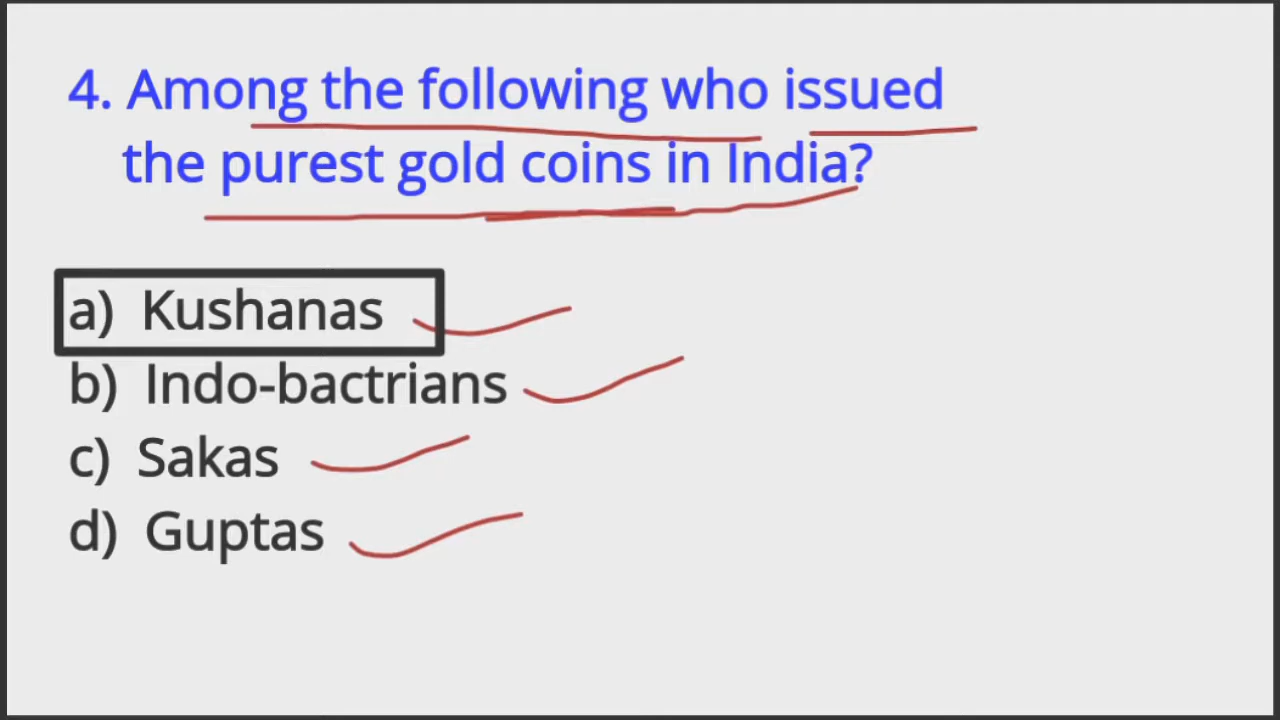 4. Among the following who issued
the purest gold coins in India?
a) Kushanas
b) Indo-bactrians
c) Sakas
d) Guptas